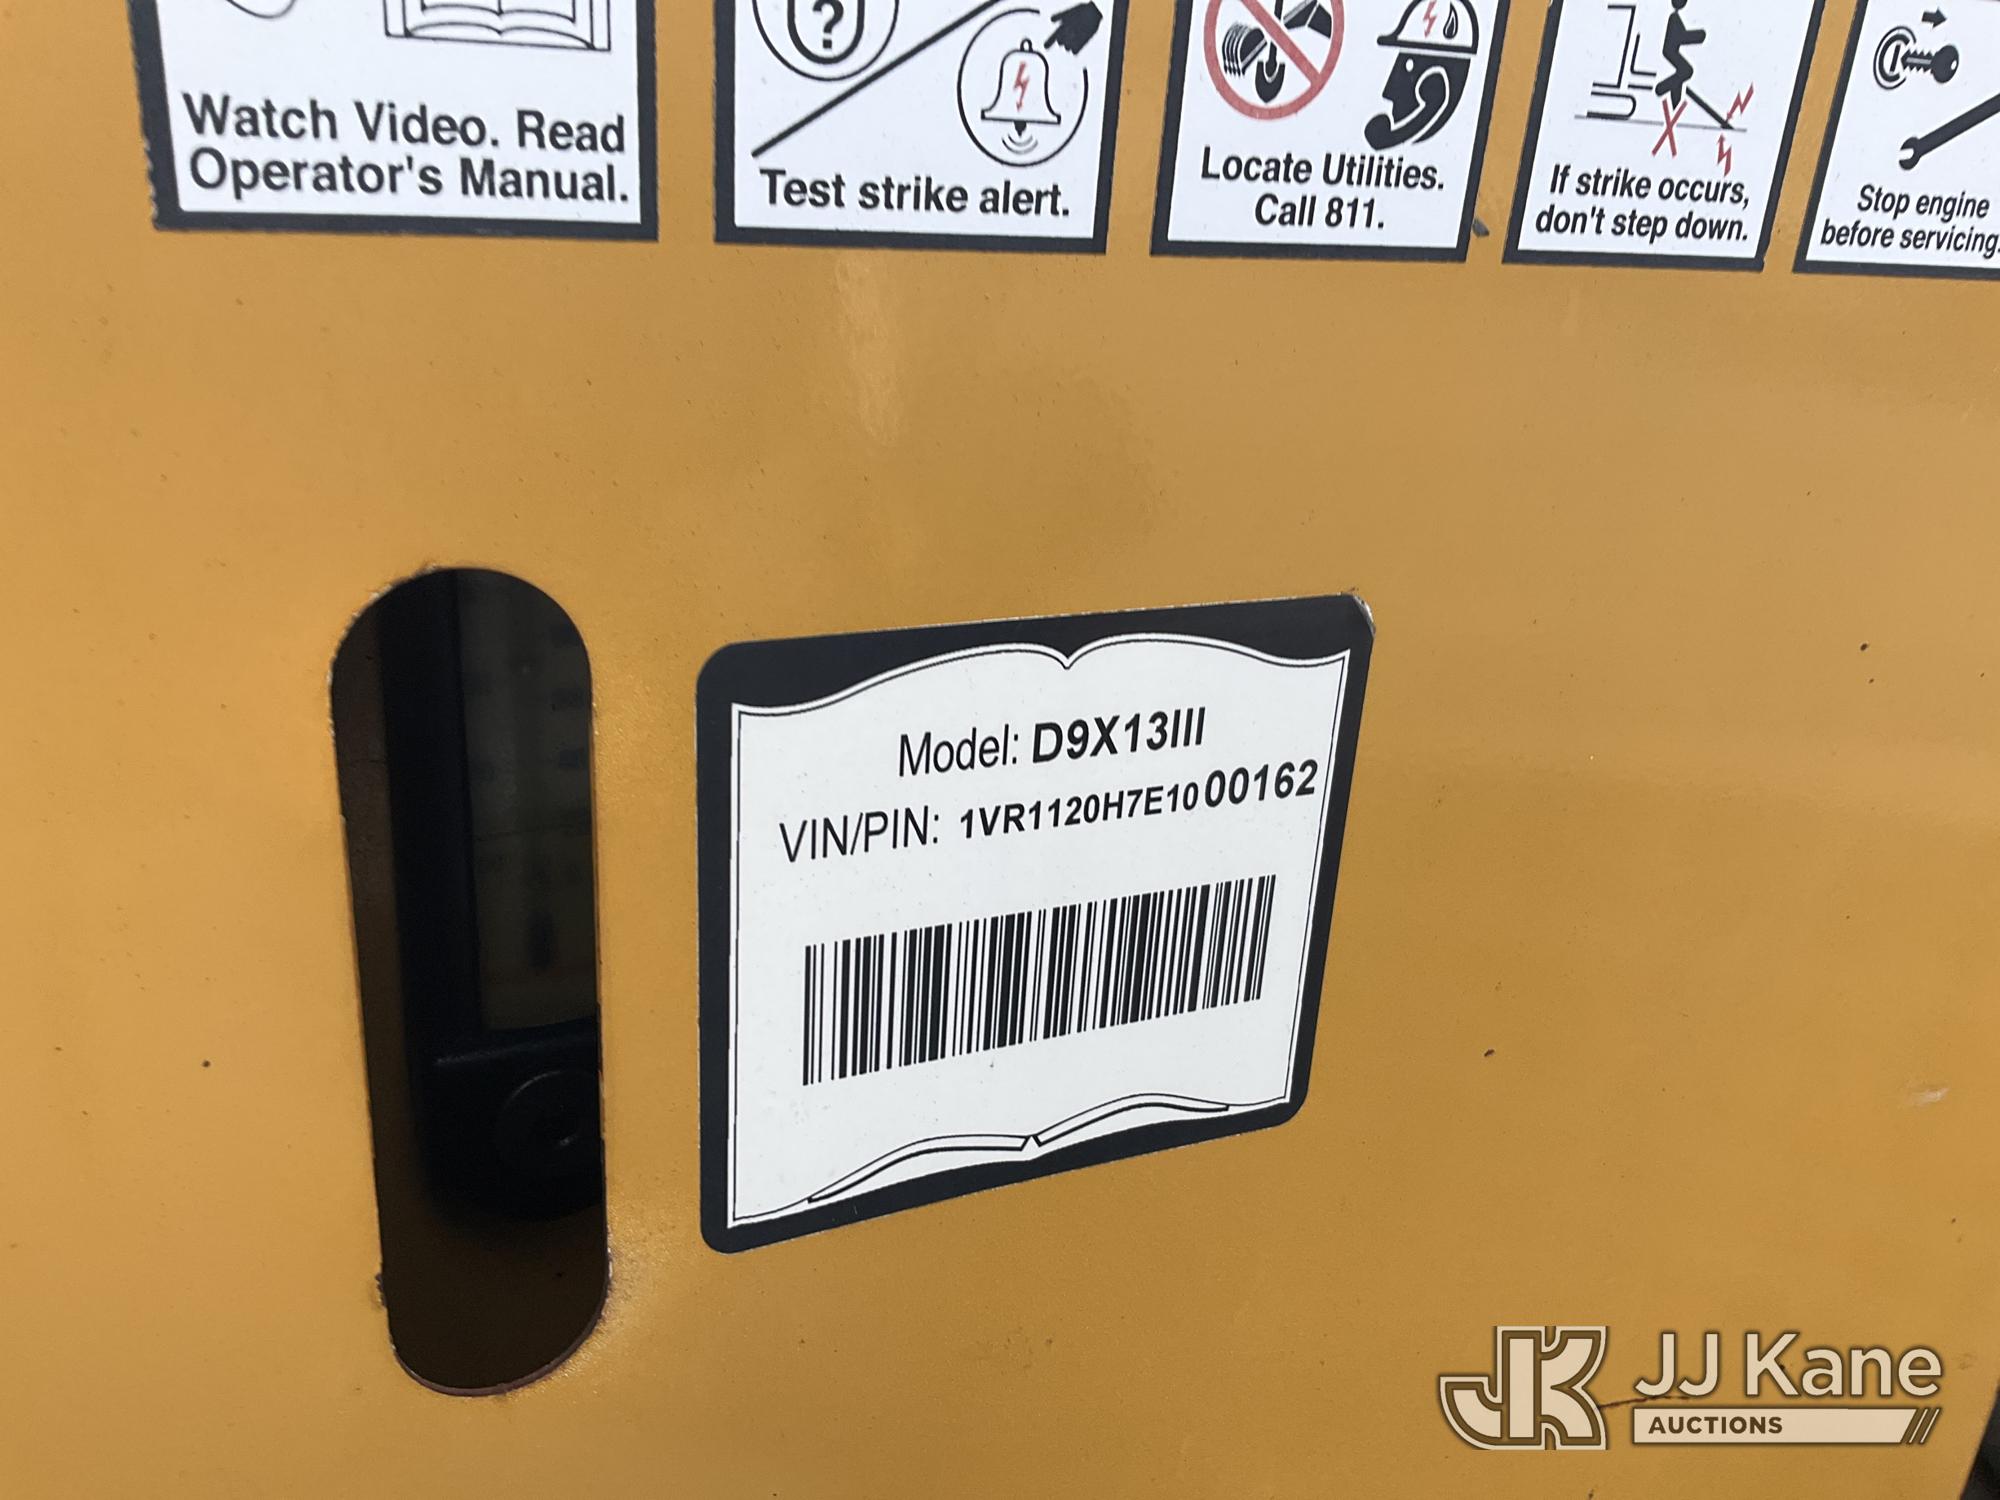 Watch Video. Read
Operator's Manual.
?
Test strike alert.
Locate Utilities.
Call 811.
If strike occurs,
don't step down.
Stop engine
before servicing.
Model: D9X13III
VIN/PIN: 1VR1120H7E1000162
JK JJ Kane
AUCTIONS